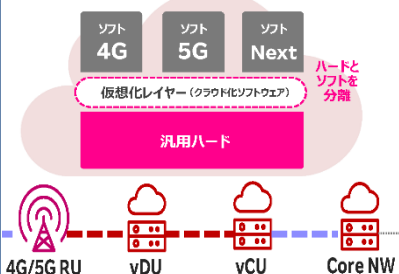 ソフト ソフト ソフト
4G 5G Next
仮想化レイヤー（クラウド化ソフトウェア）
ハードと
ソフトを
分離
汎用ハード
4G/5G RU vDU vCU Core NW